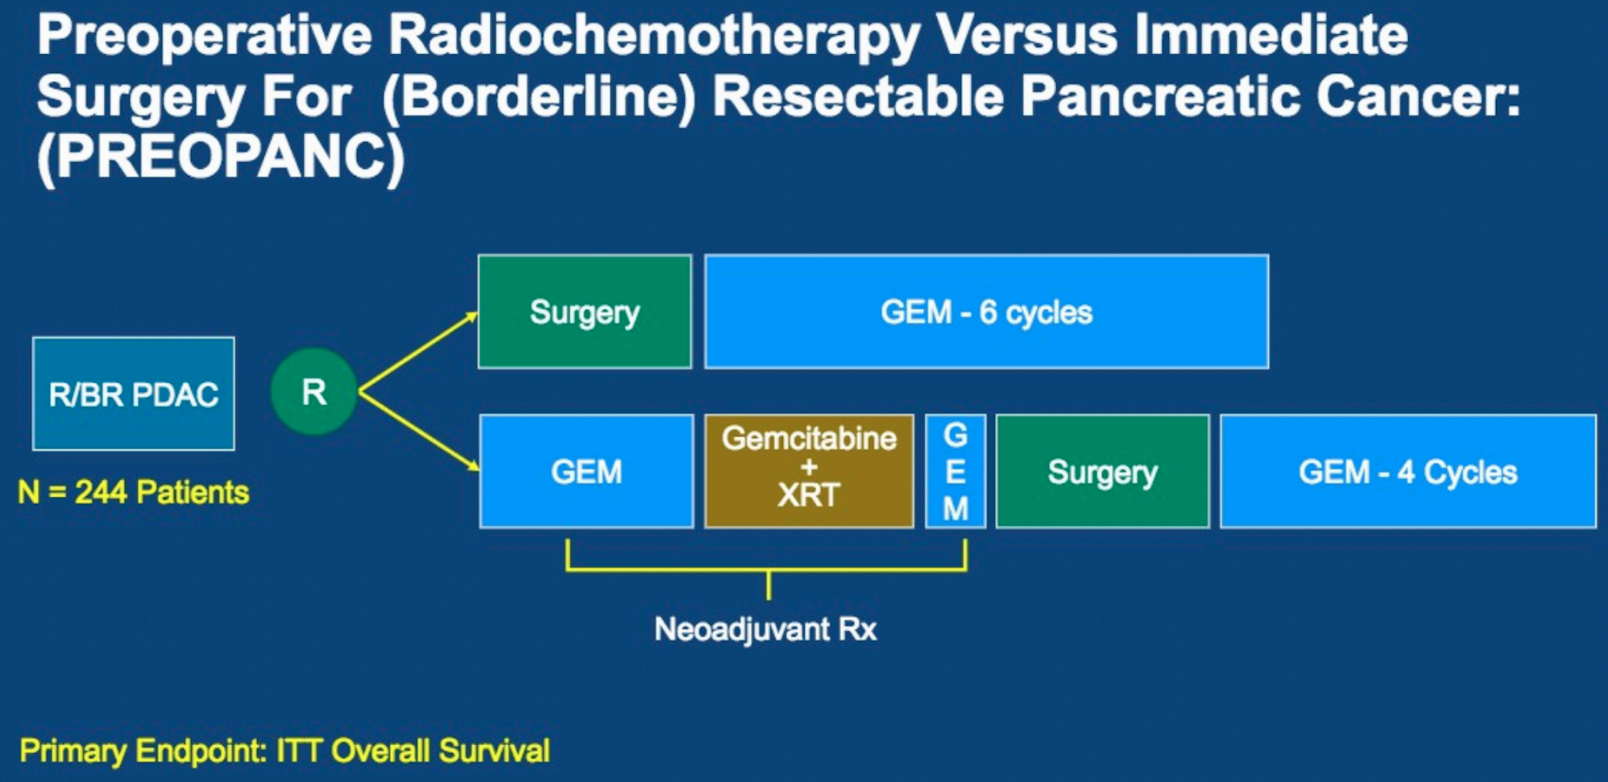 Preoperative Radiochemotherapy Versus Immediate
Surgery For (Borderline) Resectable Pancreatic Cancer:
(PREOPANC)
Surgery
GEM - 6 cycles
R/BR PDAC
R
N = 244 Patients
GEM
Gemcitabine
+
XRT
G
E
M
Surgery
GEM - 4 Cycles
Neoadjuvant Rx
Primary Endpoint: ITT Overall Survival